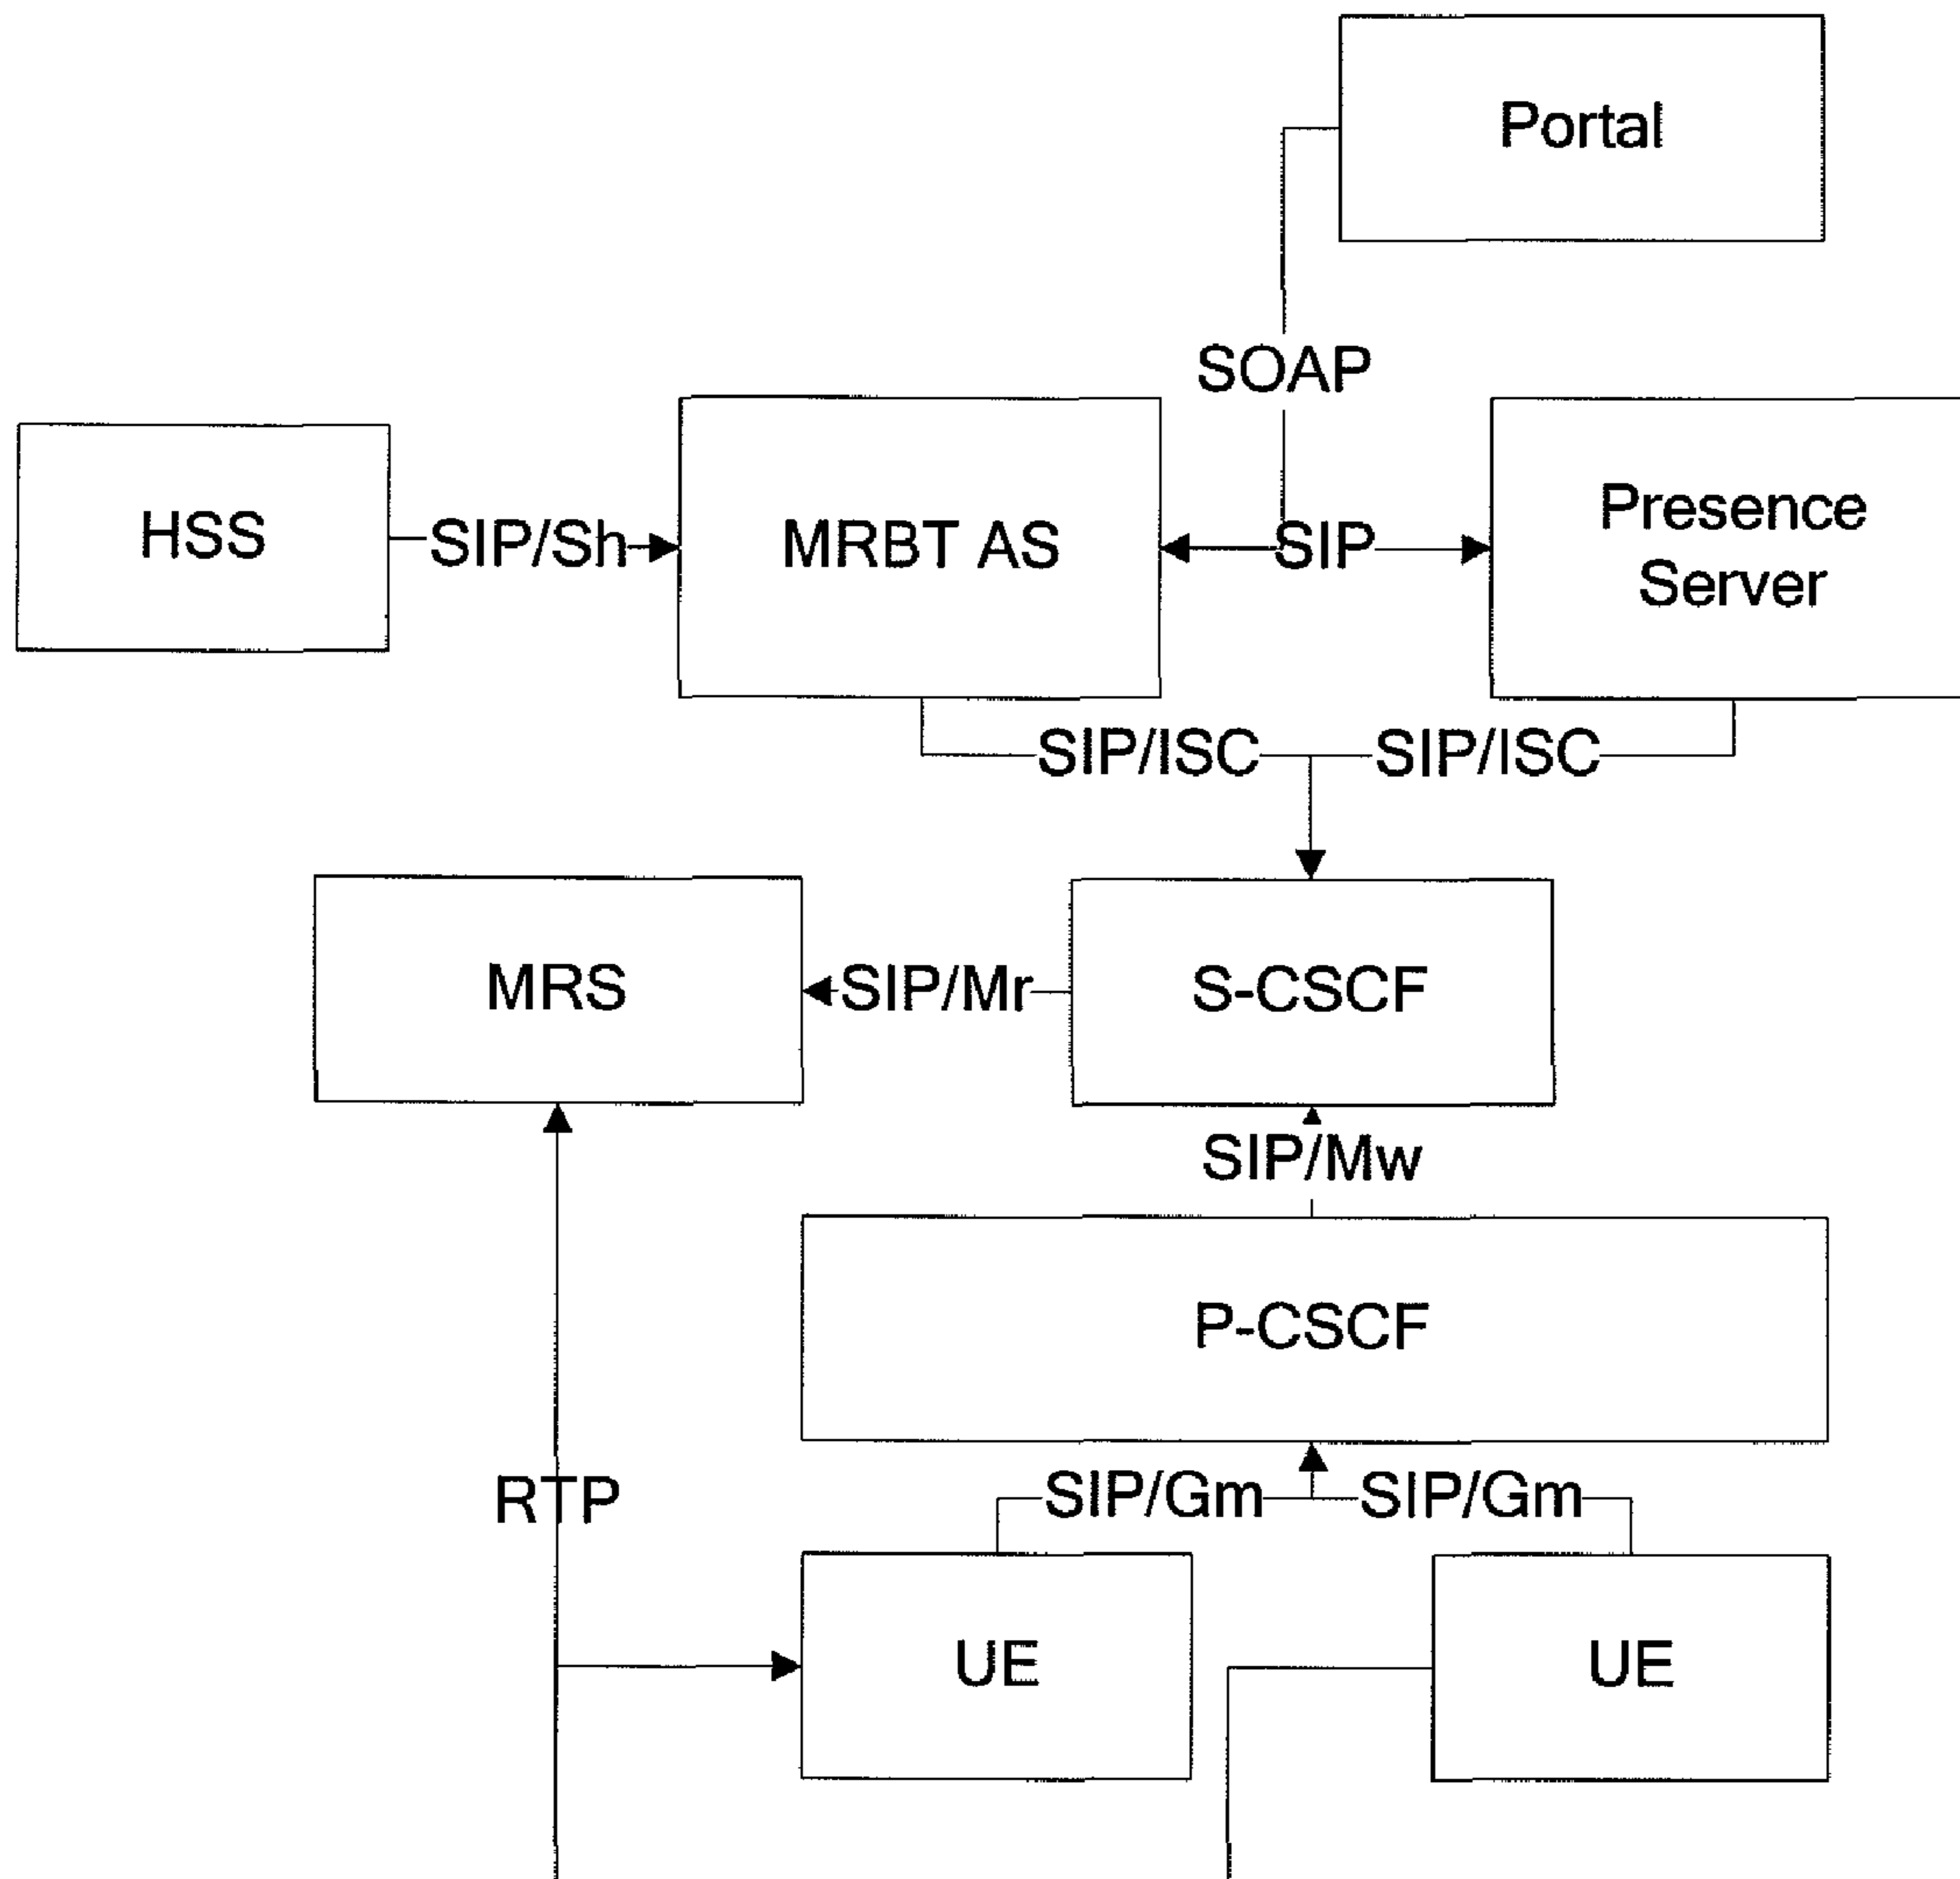 Portal
SOAP
HSS
SIP/Sh
MRBT AS
SIP
Presence
Server
SIP/ISC
SIP/ISC
MRS
SIP/Mr
S-CSCF
SIP/Mw
P-CSCF
RTP
SIP/Gm
SIP/Gm
UE
UE